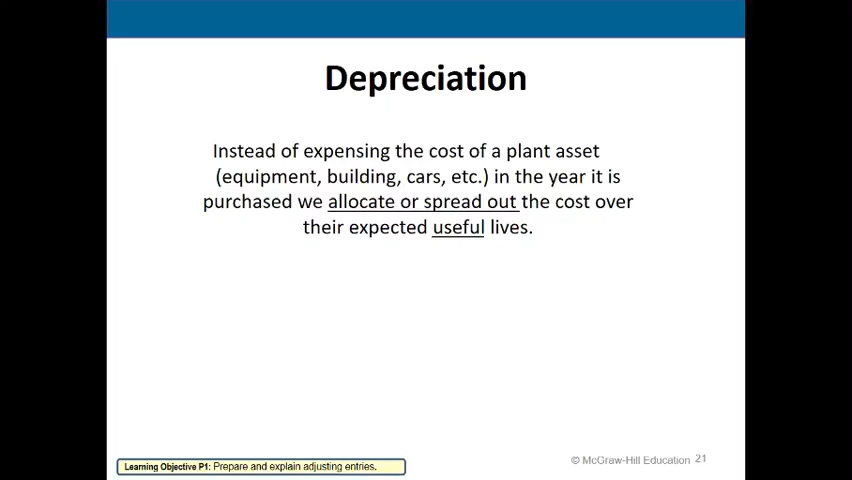 Depreciation
Instead of expensing the cost of a plant asset
(equipment, building, cars, etc.) in the year it is
purchased we allocate or spread out the cost over
their expected useful lives.
Learning Objective P1: Prepare and explain adjusting entries.
© McGraw-Hill Education 21